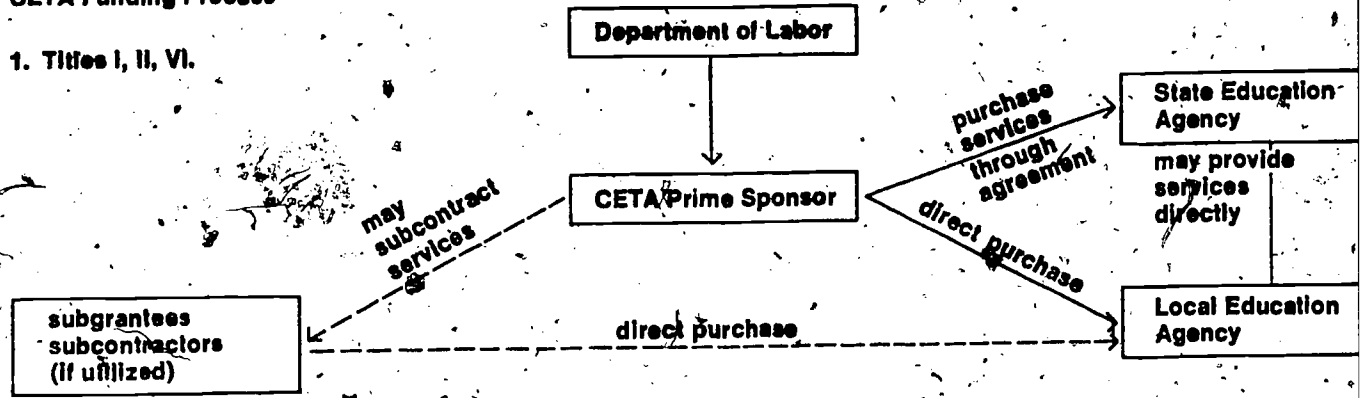 CETA Funding Process
1. Titles I, II, VI.
Department of Labor
CETA Prime Sponsor
purchase
services
through
agreement
State Education
Agency
may provide
services
directly
direct purchase
Local Education
Agency
may
subcontract
services
subgrantees
subcontractors
(if utilized)
direct purchase